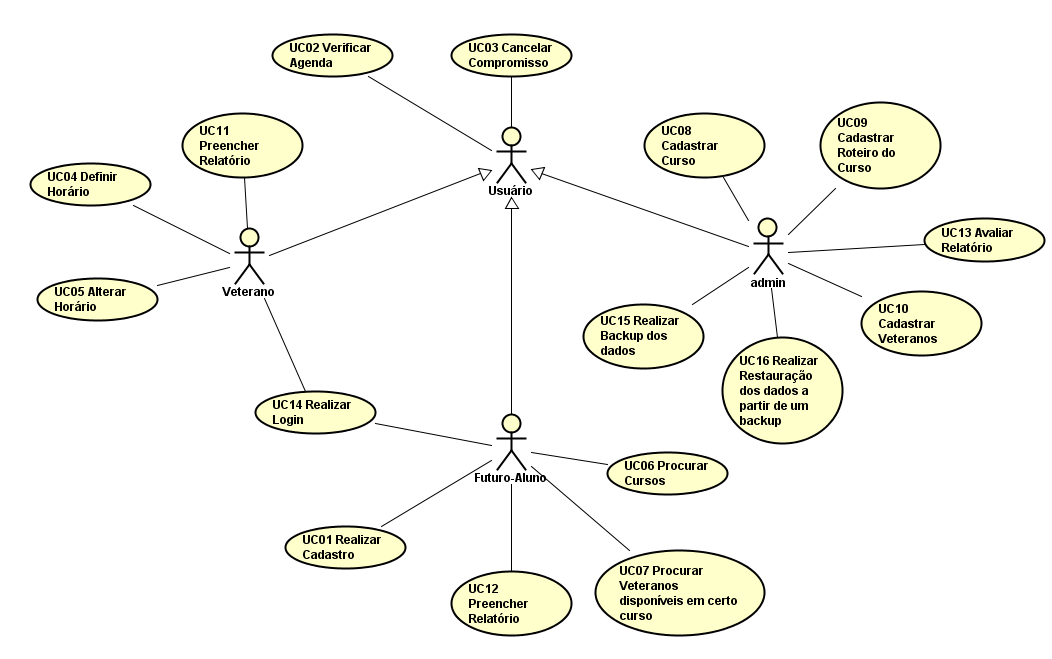 UC02 Verificar
Agenda
UC03 Cancelar
Compromisso
UC11
Preencher
Relatório
UC08
Cadastrar
Curso
UC09
Cadastrar
Roteiro do
Curso
UC04 Definir
Horário
Usuário
UC13 Avaliar
Relatório
Veterano
admin
UC05 Alterar
Horário
UC15 Realizar
Backup dos
dados
UC10
Cadastrar
Veteranos
UC16 Realizar
Restauração
dos dados a
partir de um
backup
UC14 Realizar
Login
Futuro-Aluno
UC06 Procurar
Cursos
UC01 Realizar
Cadastro
UC12
Preencher
Relatório
UC07 Procurar
Veteranos
disponíveis em certo
curso